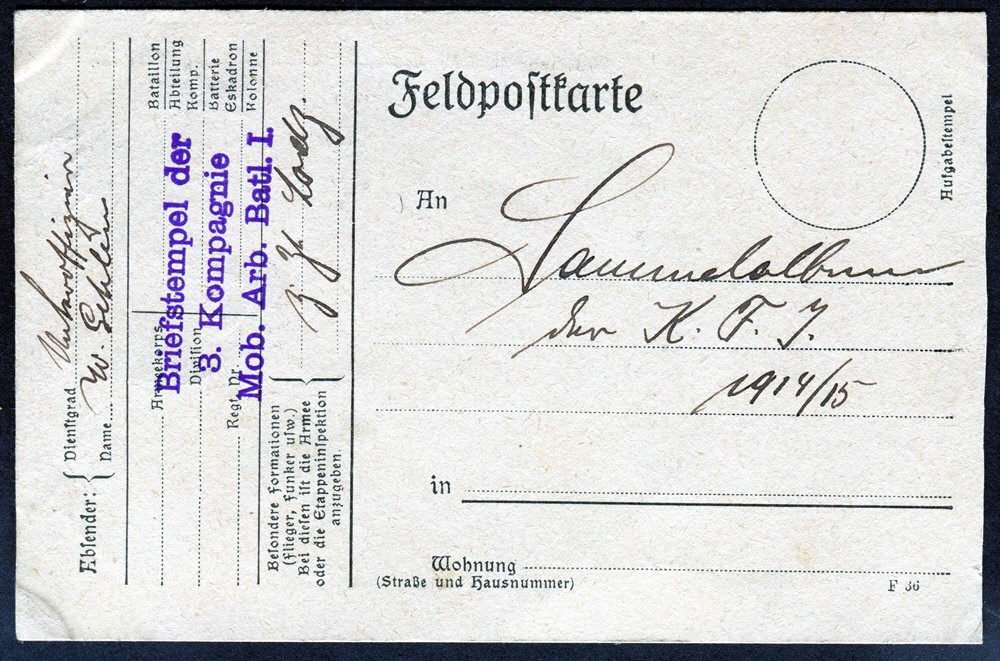 Feldpostkarte
Aufgabestempel
An
Sammelalbum
der K. F. J.
1914/15
in
Wohnung
(Straße und Hausnummer)
F 36
Absender:
Dienstgrad Unteroffizier
Name W.
Bataillon
Abteilung
Komp.
Batterie
Eskadron
Kolonne
Armeekorps
Division
Regt. Nr.
Briefstempel der
3. Kompagnie
Mob. Arb. Batl. I.
z. Zt. Lodz.
Besondere Formationen
(Flieger, Funker usw.)
Bei diesen ist die Armee
oder die Etappeninspektion
anzugeben.